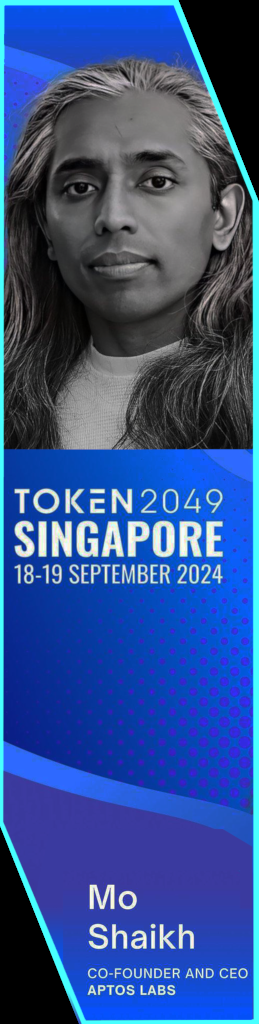 TOKEN2049
SINGAPORE
18-19 SEPTEMBER 2024
Mo
Shaikh
CO-FOUNDER AND CEO
APTOS LABS